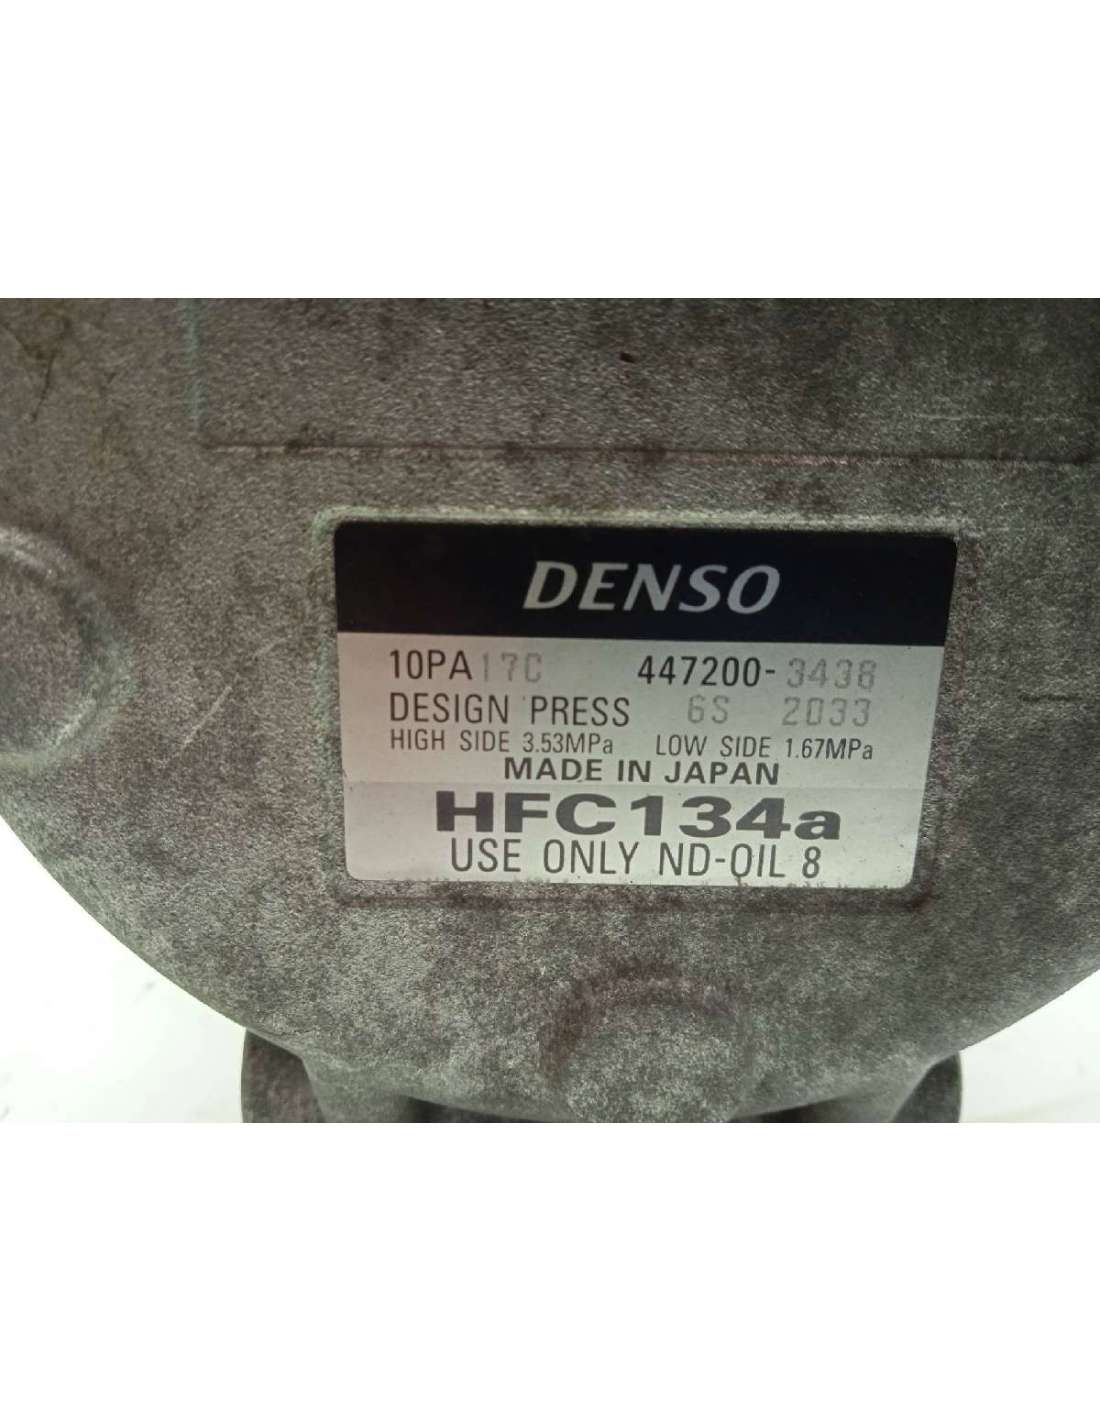 DENSO
10PA17C 447200-3438
DESIGN PRESS 6S 2033
HIGH SIDE 3.53MPa LOW SIDE 1.67MPa
MADE IN JAPAN
HFC134a
USE ONLY ND-OIL 8